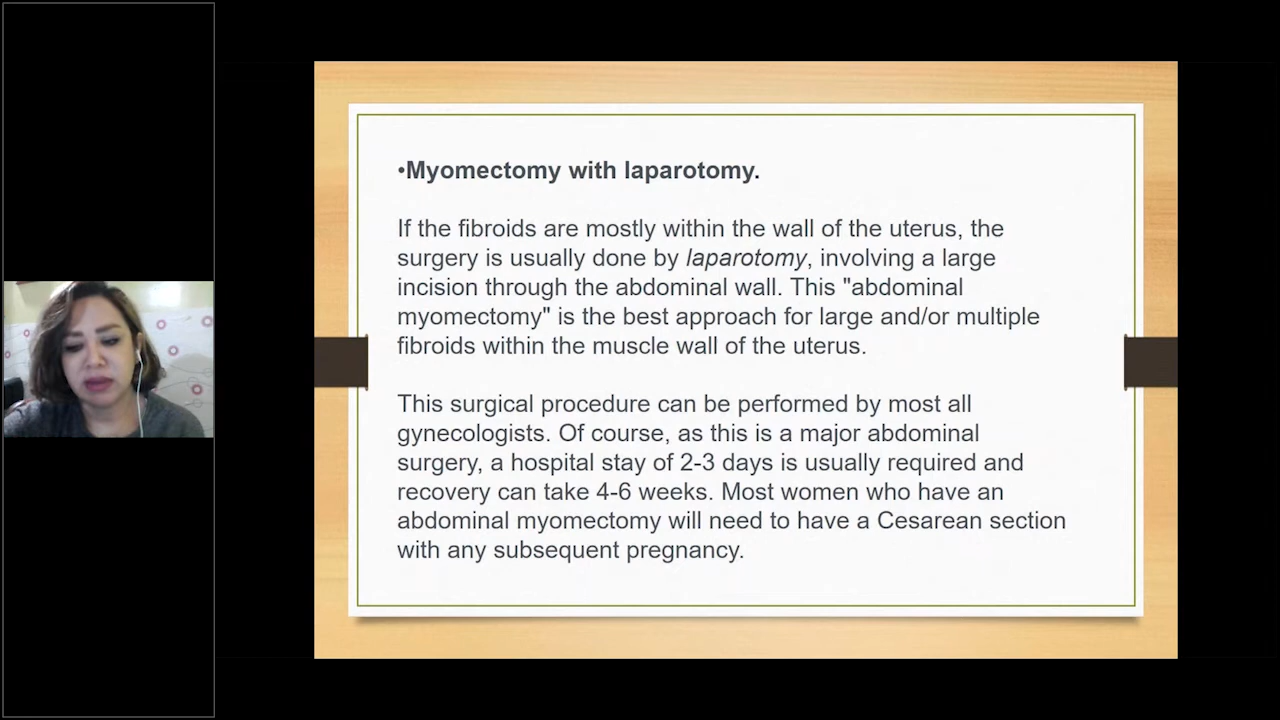 •Myomectomy with laparotomy.
If the fibroids are mostly within the wall of the uterus, the
surgery is usually done by laparotomy, involving a large
incision through the abdominal wall. This "abdominal
myomectomy" is the best approach for large and/or multiple
fibroids within the muscle wall of the uterus.
This surgical procedure can be performed by most all
gynecologists. Of course, as this is a major abdominal
surgery, a hospital stay of 2-3 days is usually required and
recovery can take 4-6 weeks. Most women who have an
abdominal myomectomy will need to have a Cesarean section
with any subsequent pregnancy.